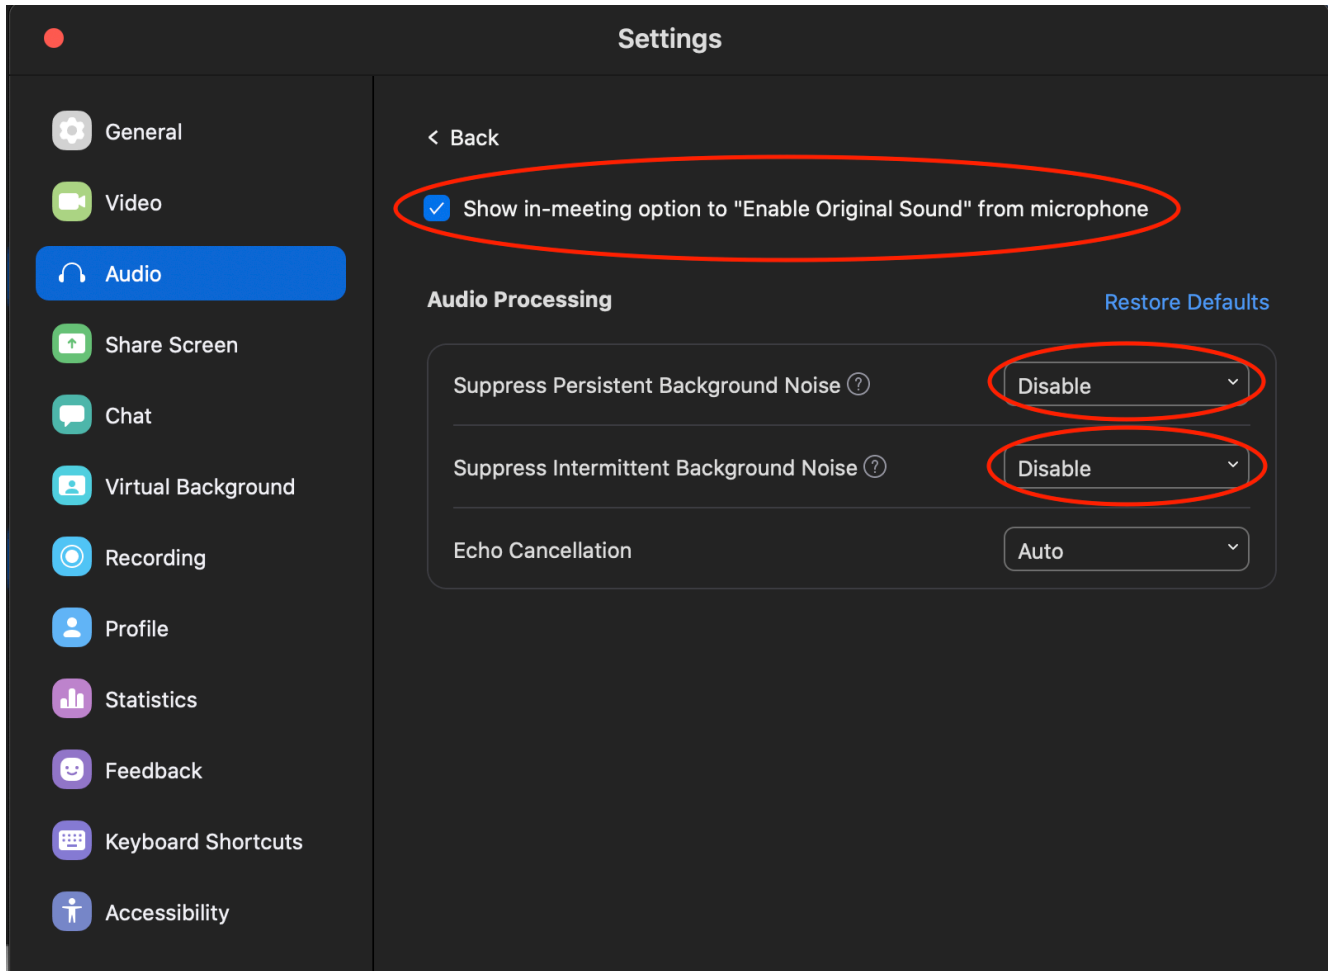 Settings
General
Video
Audio
Share Screen
Chat
Virtual Background
Recording
Profile
Statistics
Feedback
Keyboard Shortcuts
Accessibility
Back
Show in-meeting option to "Enable Original Sound" from microphone
Audio Processing
Restore Defaults
Suppress Persistent Background Noise ?
Disable
Suppress Intermittent Background Noise ?
Disable
Echo Cancellation
Auto